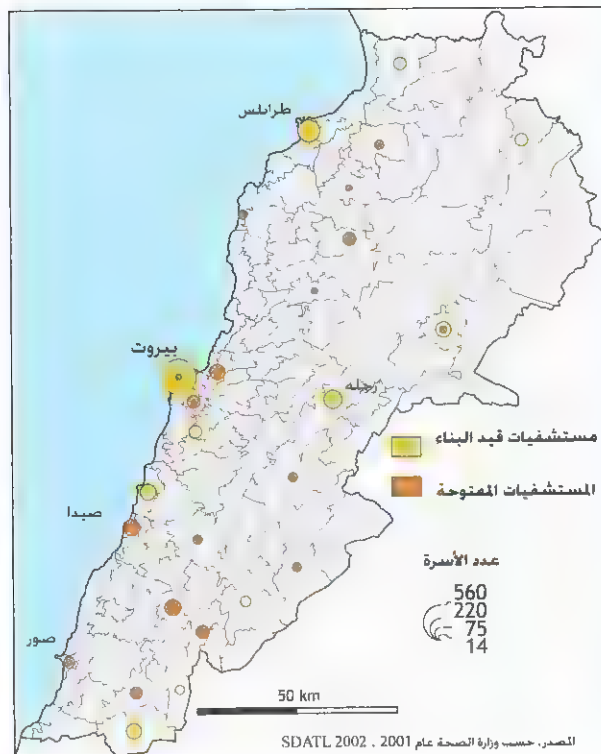 طرابلس
بيروت
زحله
مستشفيات قيد البناء
المستشفيات المفتوحة
صيدا
عدد الأسرة
560
220
75
14
صور
50 km
المصدر، حسب وزارة الصحة عام 2001 ، SDATL 2002